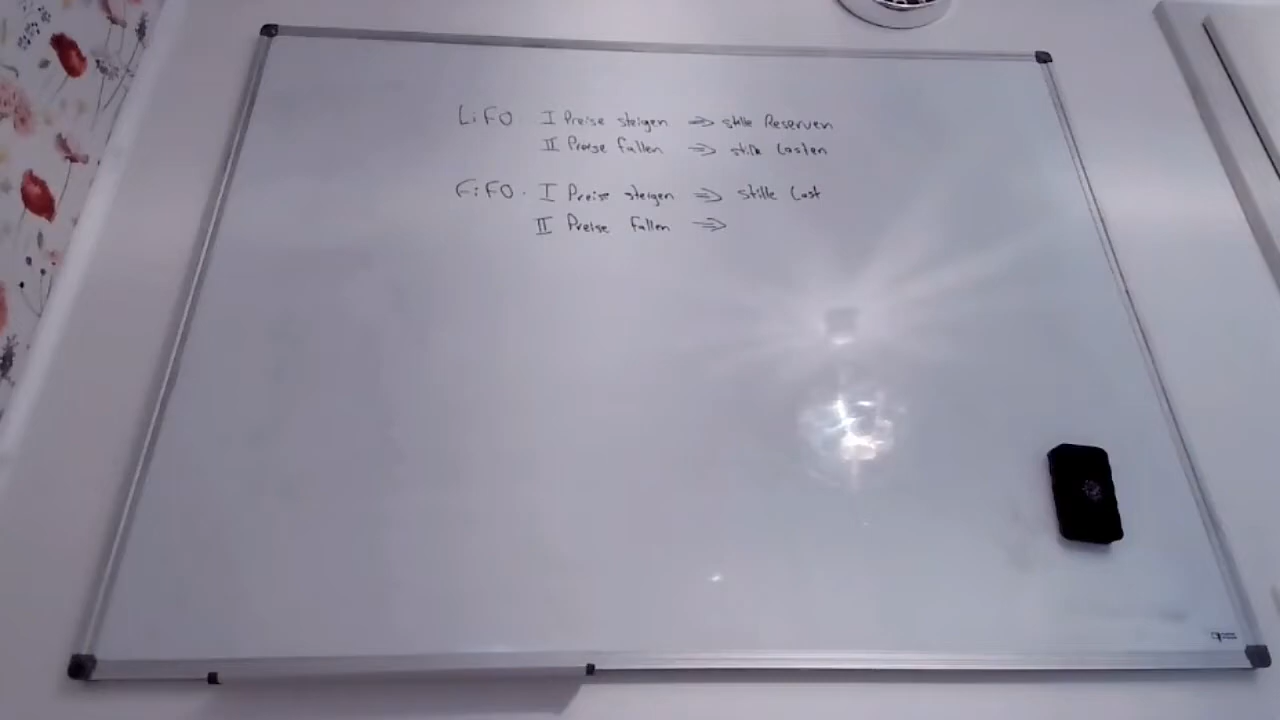 LiFO. I Preise steigen => stille Reserven
II Preise fallen => stille Lasten
FiFO. I Preise steigen => stille Last
II Preise fallen =>